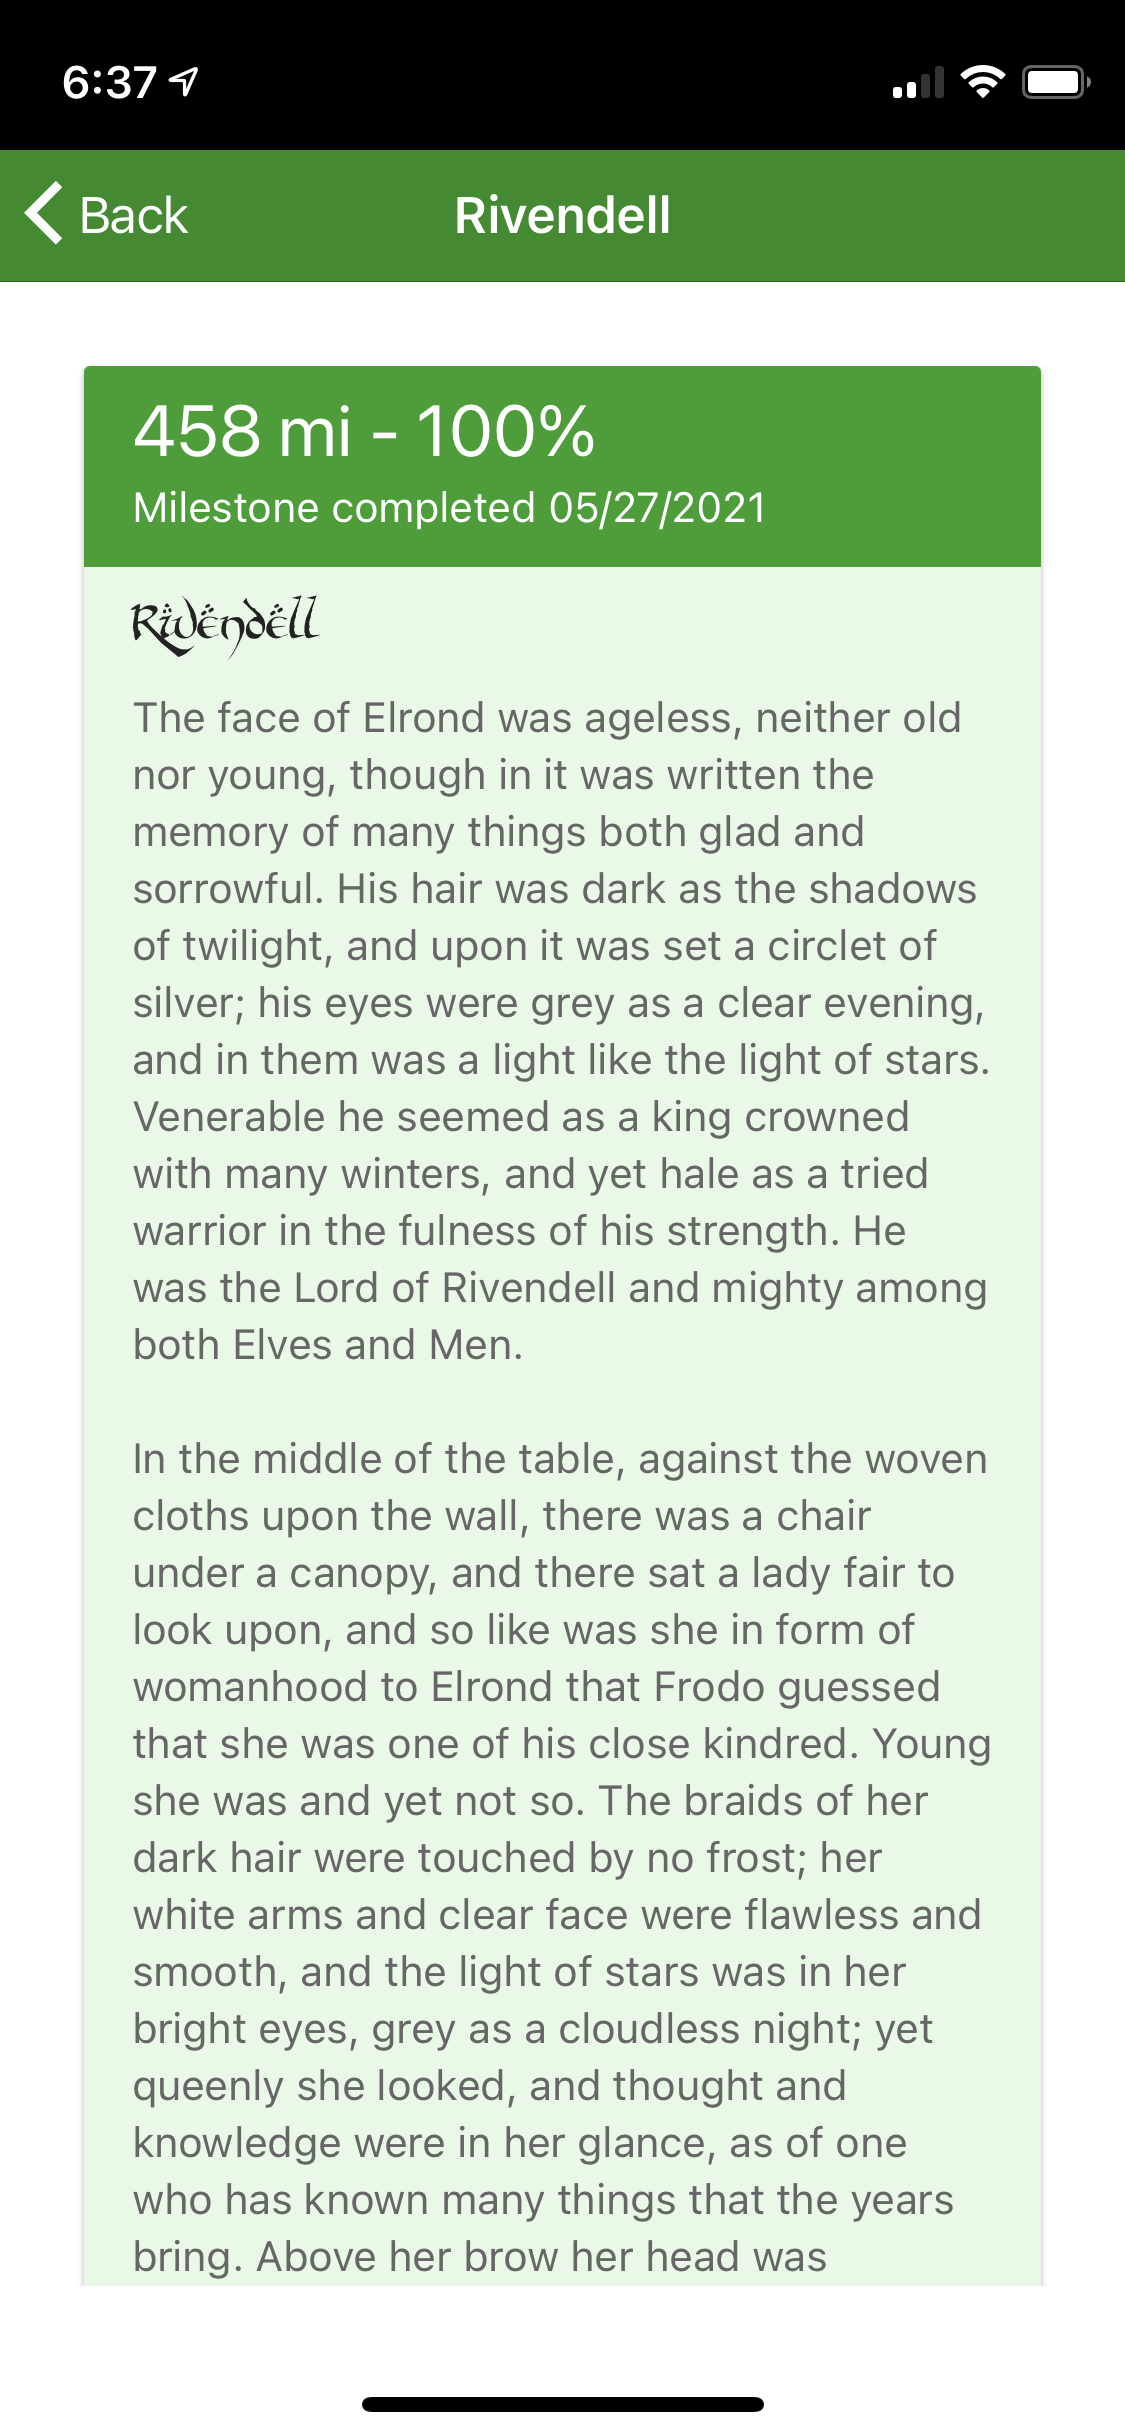 6:37
Back
Rivendell
458 mi - 100%
Milestone completed 05/27/2021
Rivendell
The face of Elrond was ageless, neither old
nor young, though in it was written the
memory of many things both glad and
sorrowful. His hair was dark as the shadows
of twilight, and upon it was set a circlet of
silver; his eyes were grey as a clear evening,
and in them was a light like the light of stars.
Venerable he seemed as a king crowned
with many winters, and yet hale as a tried
warrior in the fulness of his strength. He
was the Lord of Rivendell and mighty among
both Elves and Men.
In the middle of the table, against the woven
cloths upon the wall, there was a chair
under a canopy, and there sat a lady fair to
look upon, and so like was she in form of
womanhood to Elrond that Frodo guessed
that she was one of his close kindred. Young
she was and yet not so. The braids of her
dark hair were touched by no frost; her
white arms and clear face were flawless and
smooth, and the light of stars was in her
bright eyes, grey as a cloudless night; yet
queenly she looked, and thought and
knowledge were in her glance, as of one
who has known many things that the years
bring. Above her brow her head was